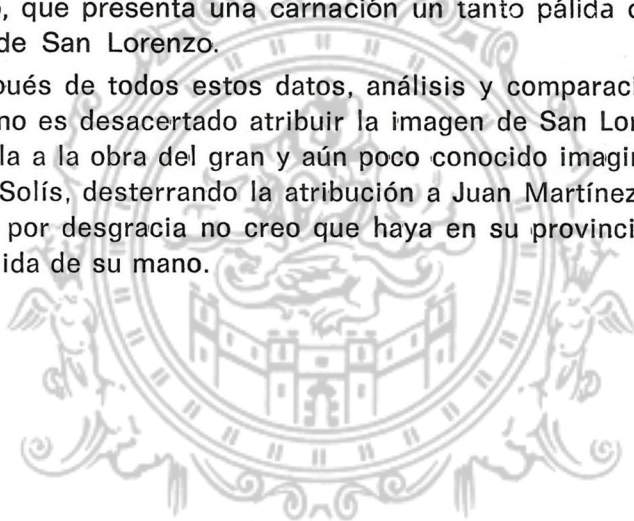 , que presenta una carnación un tanto pálida
de San Lorenzo.
pués de todos estos datos, análisis y comparaci
no es desacertado atribuir la imagen de San Lor
la a la obra del gran y aún poco conocido imagin
Solís, desterrando la atribución a Juan Martínez
por desgracia no creo que haya en su provinci
ida de su mano.